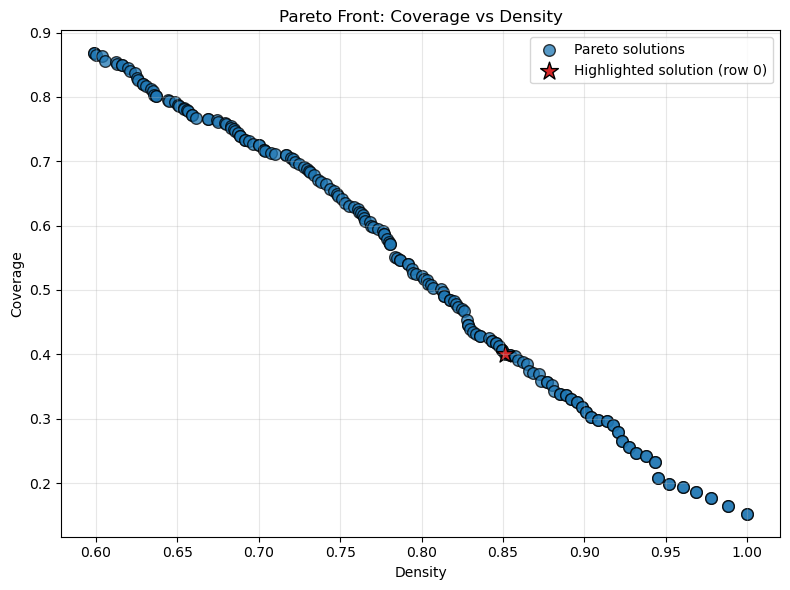 Pareto Front: Coverage vs Density
Pareto solutions
Highlighted solution (row 0)
Coverage
0.9
0.8
0.7
0.6
0.5
0.4
0.3
0.2
0.60 0.65 0.70 0.75 0.80 0.85 0.90 0.95 1.00
Density